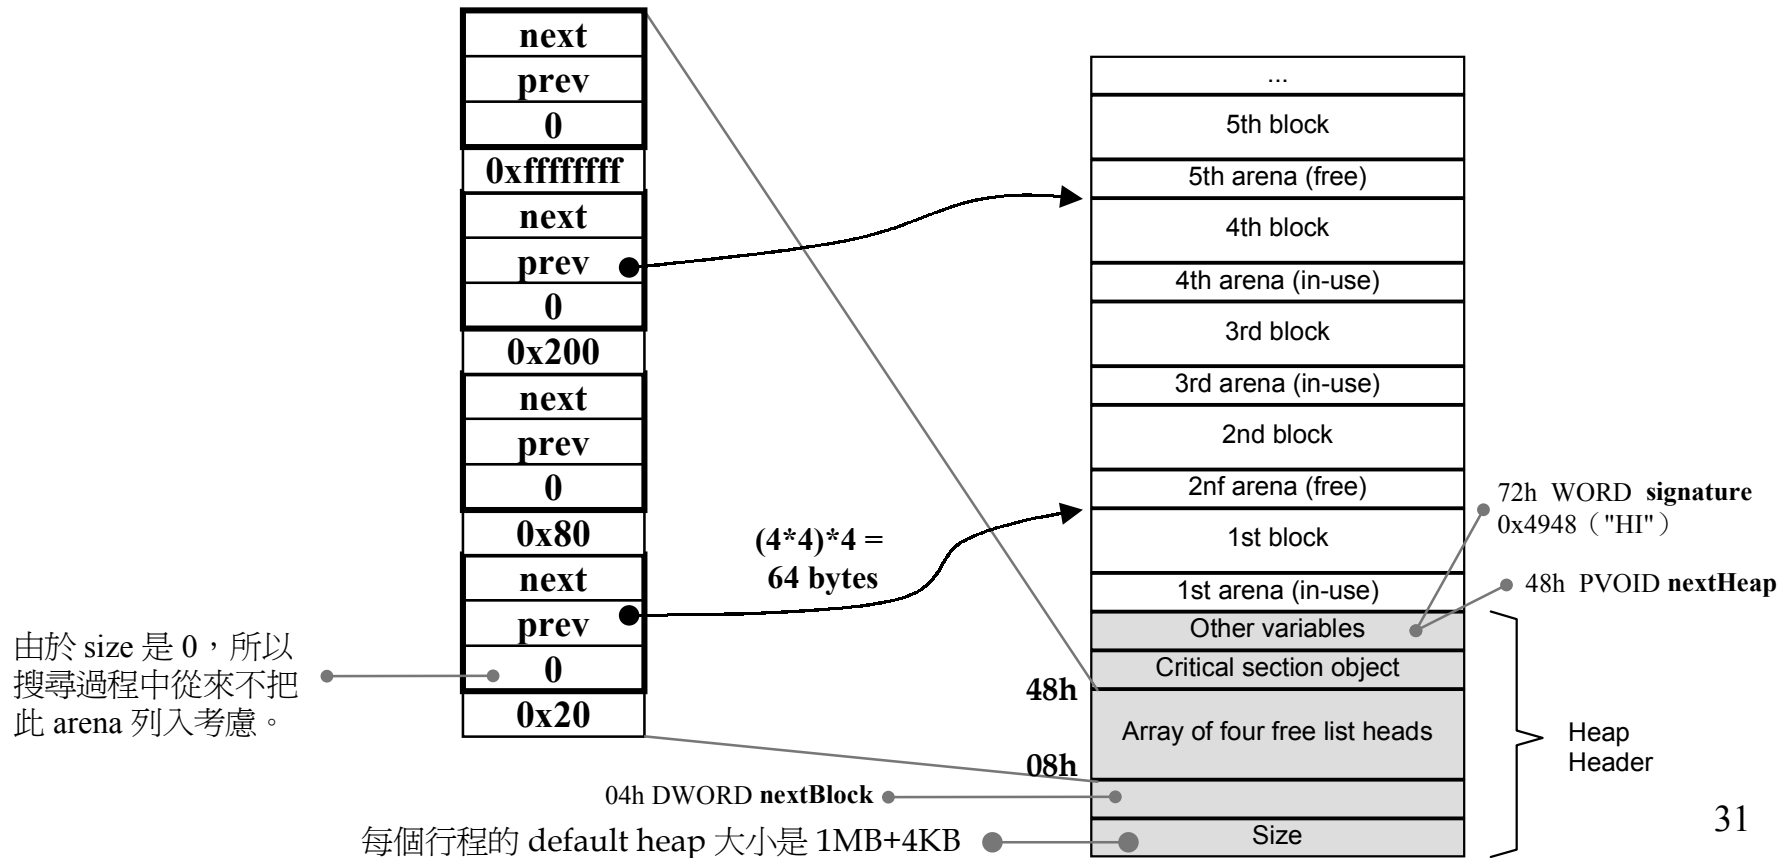 next
prev
0
0xffffffff
next
prev
0
0x200
next
prev
0
0x80
next
prev
0
0x20
(4*4)*4 =
64 bytes
由於 size 是 0，所以
搜尋過程中從來不把
此 arena 列入考慮。
...
5th block
5th arena (free)
4th block
4th arena (in-use)
3rd block
3rd arena (in-use)
2nd block
2nf arena (free)
1st block
1st arena (in-use)
Other variables
Critical section object
48h
Array of four free list heads
08h
04h DWORD nextBlock
Size
每個行程的 default heap 大小是 1MB+4KB
72h WORD signature
0x4948（"HI"）
48h PVOID nextHeap
Heap
Header
31